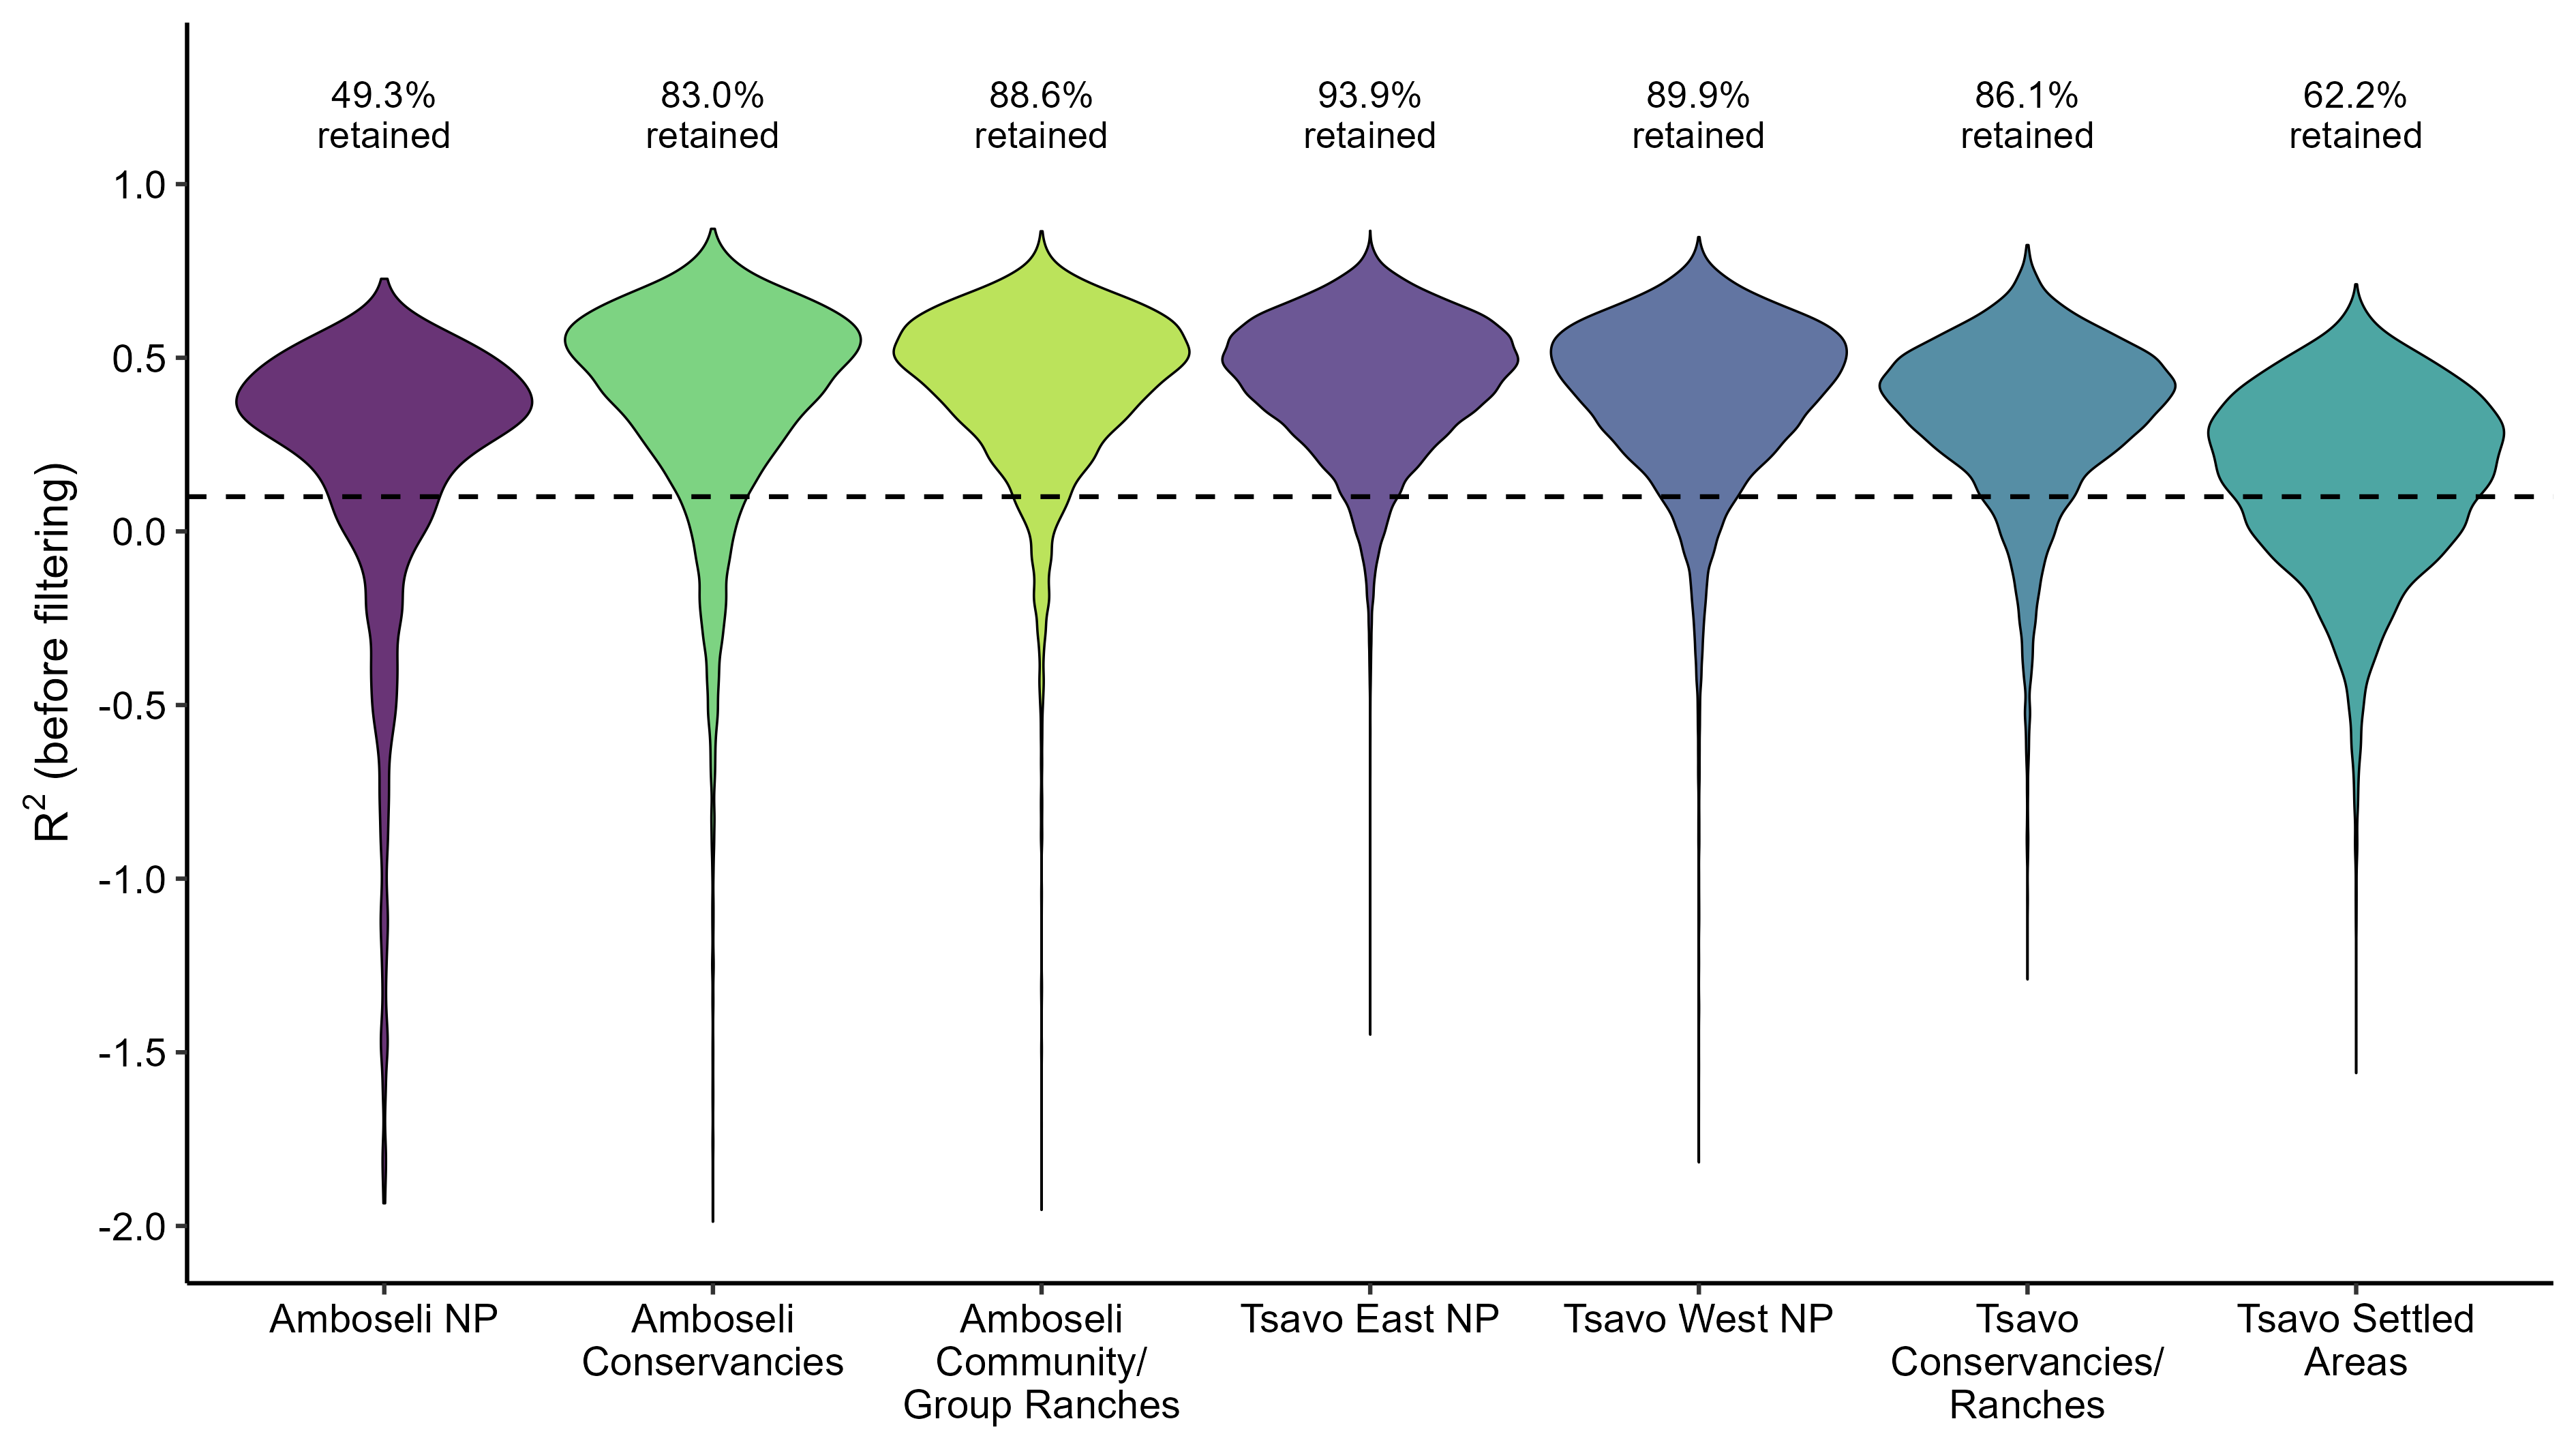 49.3%
retained
83.0%
retained
88.6%
retained
93.9%
retained
89.9%
retained
86.1%
retained
62.2%
retained
1.0
0.5
0.0
-0.5
-1.0
-1.5
-2.0
R² (before filtering)
Amboseli NP
Amboseli
Conservancies
Amboseli
Community/
Group Ranches
Tsavo East NP
Tsavo West NP
Tsavo
Conservancies/
Ranches
Tsavo Settled
Areas